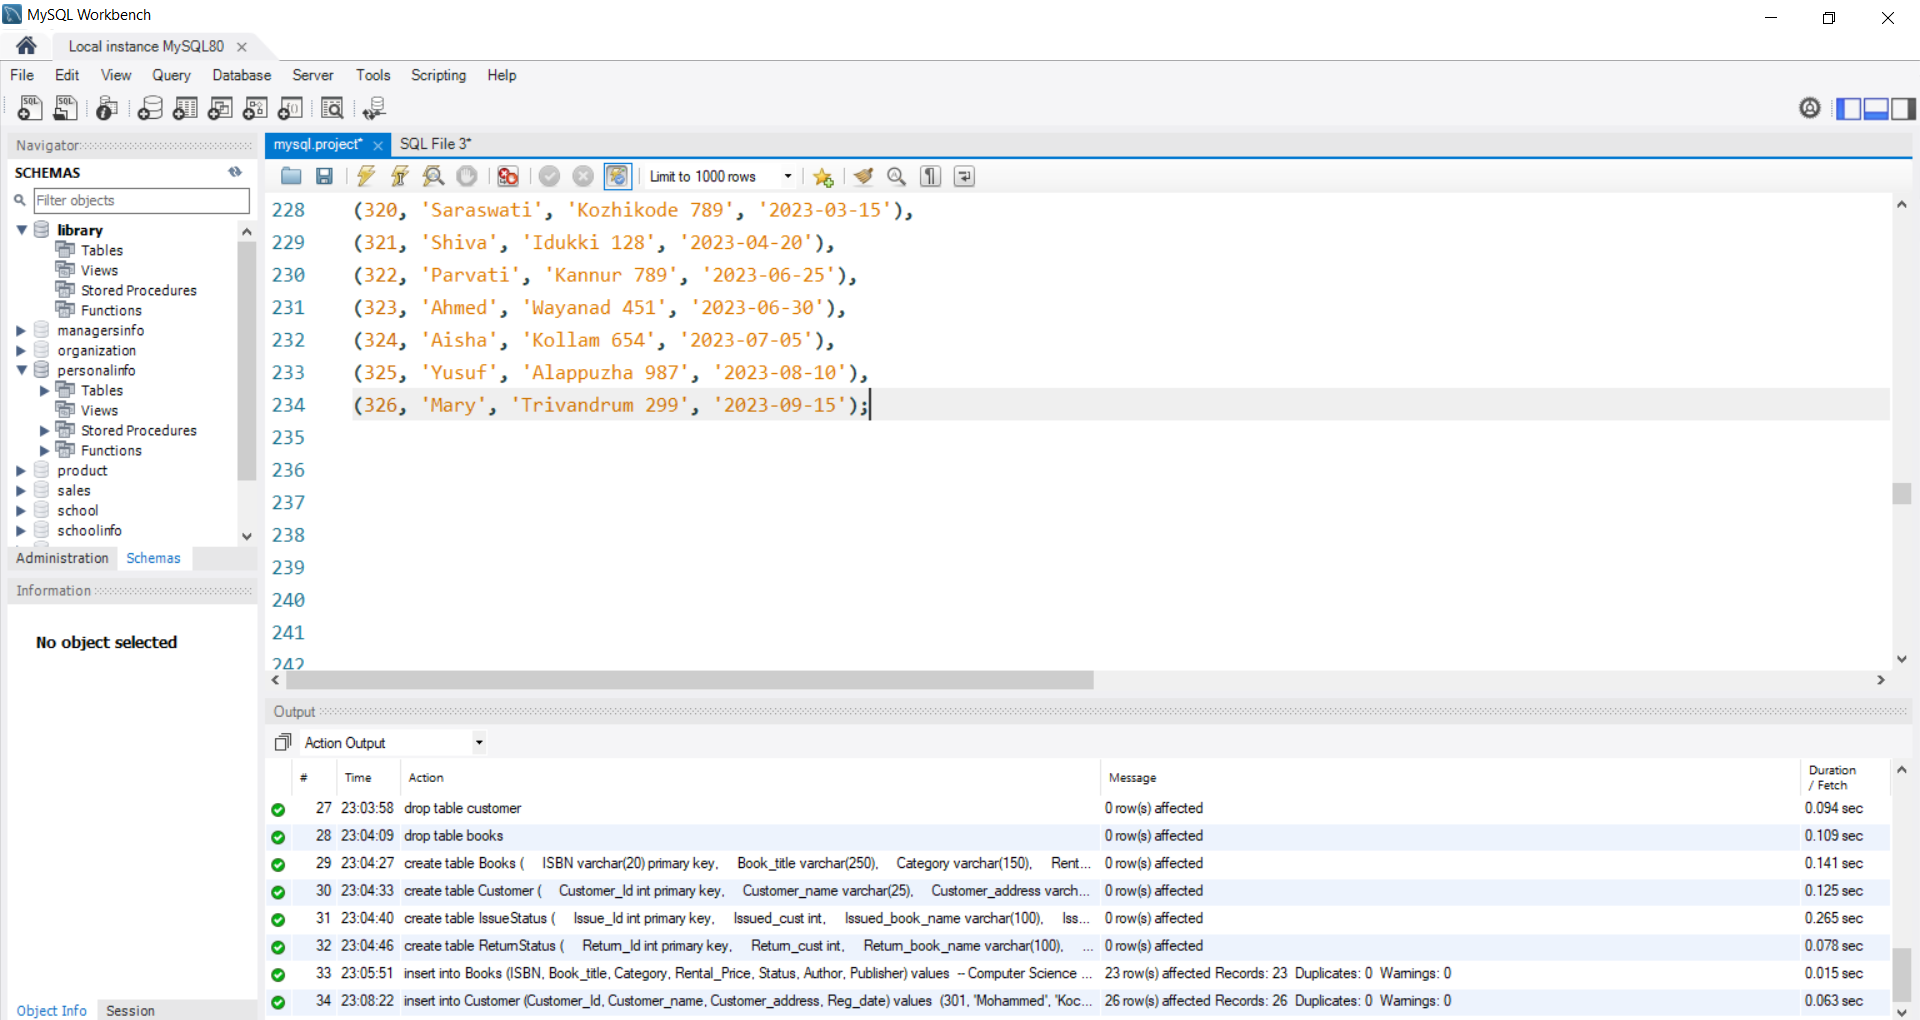 MySQL Workbench
Local instance MySQL80
File Edit View Query Database Server Tools Scripting Help
Navigator
SCHEMAS
Filter objects
library
Tables
Views
Stored Procedures
Functions
managersinfo
organization
personalinfo
Tables
Views
Stored Procedures
Functions
product
sales
school
schoolinfo
Administration Schemas
Information
No object selected
Object Info Session
mysql.project* SQL File 3*
Limit to 1000 rows
228 (320, 'Saraswati', 'Kozhikode 789', '2023-03-15'),
229 (321, 'Shiva', 'Idukki 128', '2023-04-20'),
230 (322, 'Parvati', 'Kannur 789', '2023-06-25'),
231 (323, 'Ahmed', 'Wayanad 451', '2023-06-30'),
232 (324, 'Aisha', 'Kollam 654', '2023-07-05'),
233 (325, 'Yusuf', 'Alappuzha 987', '2023-08-10'),
234 (326, 'Mary', 'Trivandrum 299', '2023-09-15');
235
236
237
238
239
240
241
242
Output
Action Output
# Time Action Message Duration / Fetch
27 23:03:58 drop table customer 0 row(s) affected 0.094 sec
28 23:04:09 drop table books 0 row(s) affected 0.109 sec
29 23:04:27 create table Books ( ISBN varchar(20) primary key, Book_title varchar(250), Category varchar(150), Rent... 0 row(s) affected 0.141 sec
30 23:04:33 create table Customer ( Customer_Id int primary key, Customer_name varchar(25), Customer_address varch... 0 row(s) affected 0.125 sec
31 23:04:40 create table IssueStatus ( Issue_Id int primary key, Issued_cust int, Issued_book_name varchar(100), Iss... 0 row(s) affected 0.265 sec
32 23:04:46 create table ReturnStatus ( Return_Id int primary key, Return_cust int, Return_book_name varchar(100), ... 0 row(s) affected 0.078 sec
33 23:05:51 insert into Books (ISBN, Book_title, Category, Rental_Price, Status, Author, Publisher) values -- Computer Science ... 23 row(s) affected Records: 23 Duplicates: 0 Warnings: 0 0.015 sec
34 23:08:22 insert into Customer (Customer_Id, Customer_name, Customer_address, Reg_date) values (301, 'Mohammed', 'Koc... 26 row(s) affected Records: 26 Duplicates: 0 Warnings: 0 0.063 sec